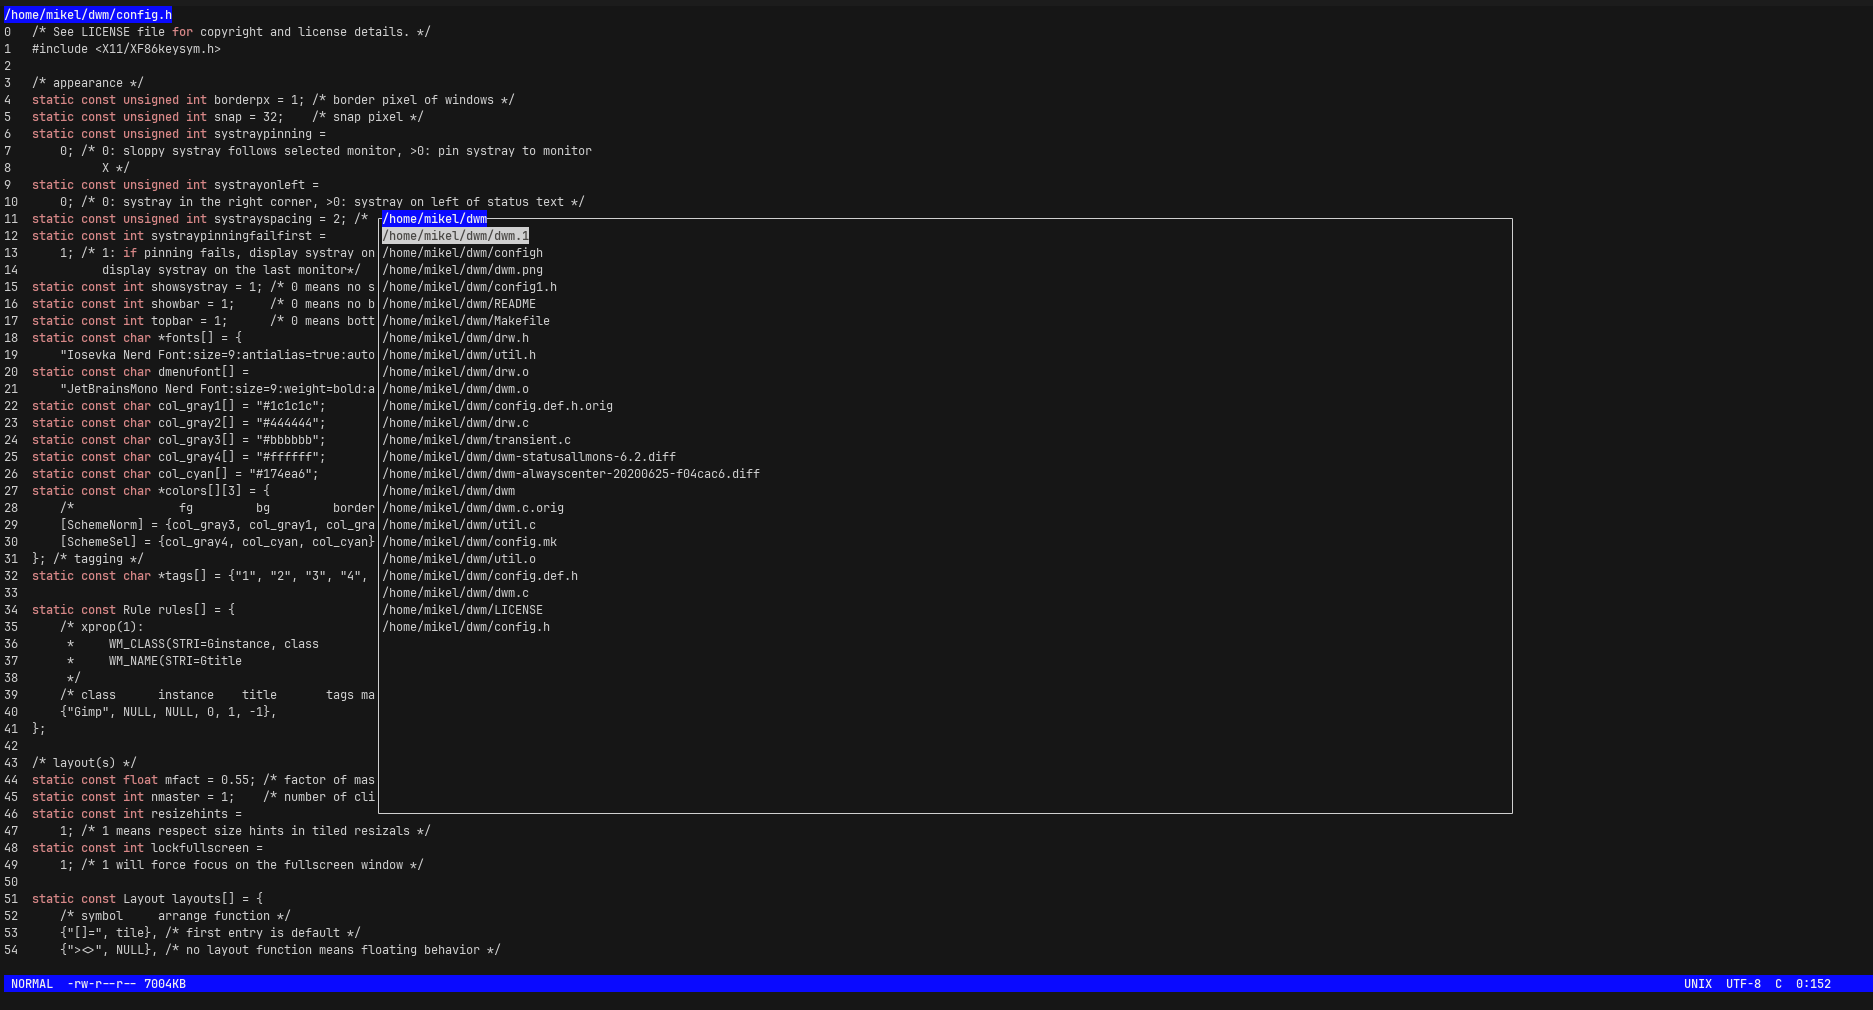 /home/mikel/dwm/config.h
0 /* See LICENSE file for copyright and license details. */
1 #include <X11/XF86keysym.h>
2
3 /* appearance */
4 static const unsigned int borderpx = 1; /* border pixel of windows */
5 static const unsigned int snap = 32;    /* snap pixel */
6 static const unsigned int systraypinning =
7     0; /* 0: sloppy systray follows selected monitor, >0: pin systray to monitor
8           X */
9 static const unsigned int systrayonleft =
10     0; /* 0: systray in the right corner, >0: systray on left of status text */
11 static const unsigned int systrayspacing = 2; /* /home/mikel/dwm
12 static const int systraypinningfailfirst = /home/mikel/dwm/dwm.1
13     1; /* 1: if pinning fails, display systray on /home/mikel/dwm/configh
14           display systray on the last monitor*/ /home/mikel/dwm/dwm.png
15 static const int showsystray = 1; /* 0 means no s /home/mikel/dwm/config1.h
16 static const int showbar = 1;     /* 0 means no b /home/mikel/dwm/README
17 static const int topbar = 1;      /* 0 means bott /home/mikel/dwm/Makefile
18 static const char *fonts[] = { /home/mikel/dwm/drw.h
19     "Iosevka Nerd Font:size=9:antialias=true:auto /home/mikel/dwm/util.h
20 static const char dmenufont[] = /home/mikel/dwm/drw.o
21     "JetBrainsMono Nerd Font:size=9:weight=bold:a /home/mikel/dwm/dwm.o
22 static const char col_gray1[] = "#1c1c1c"; /home/mikel/dwm/config.def.h.orig
23 static const char col_gray2[] = "#444444"; /home/mikel/dwm/drw.c
24 static const char col_gray3[] = "#bbbbbb"; /home/mikel/dwm/transient.c
25 static const char col_gray4[] = "#ffffff"; /home/mikel/dwm/dwm-statusallmons-6.2.diff
26 static const char col_cyan[] = "#174ea6"; /home/mikel/dwm/dwm-alwayscenter-20200625-f04cac6.diff
27 static const char *colors[][3] = { /home/mikel/dwm/dwm
28     /*               fg         bg         border /home/mikel/dwm/dwm.c.orig
29     [SchemeNorm] = {col_gray3, col_gray1, col_gra /home/mikel/dwm/util.c
30     [SchemeSel] = {col_gray4, col_cyan, col_cyan} /home/mikel/dwm/config.mk
31 }; /* tagging */ /home/mikel/dwm/util.o
32 static const char *tags[] = {"1", "2", "3", "4", /home/mikel/dwm/config.def.h
33 /home/mikel/dwm/dwm.c
34 static const Rule rules[] = { /home/mikel/dwm/LICENSE
35     /* xprop(1): /home/mikel/dwm/config.h
36      *     WM_CLASS(STRI=Ginstance, class
37      *     WM_NAME(STRI=Gtitle
38      */
39     /* class      instance    title       tags ma
40     {"Gimp", NULL, NULL, 0, 1, -1},
41 };
42
43 /* layout(s) */
44 static const float mfact = 0.55; /* factor of mas
45 static const int nmaster = 1;    /* number of cli
46 static const int resizehints =
47     1; /* 1 means respect size hints in tiled resizals */
48 static const int lockfullscreen =
49     1; /* 1 will force focus on the fullscreen window */
50
51 static const Layout layouts[] = {
52     /* symbol     arrange function */
53     {"[]=", tile}, /* first entry is default */
54     {"><>", NULL}, /* no layout function means floating behavior */
NORMAL  -rw-r--r-- 7004KB UNIX  UTF-8  C  0:152